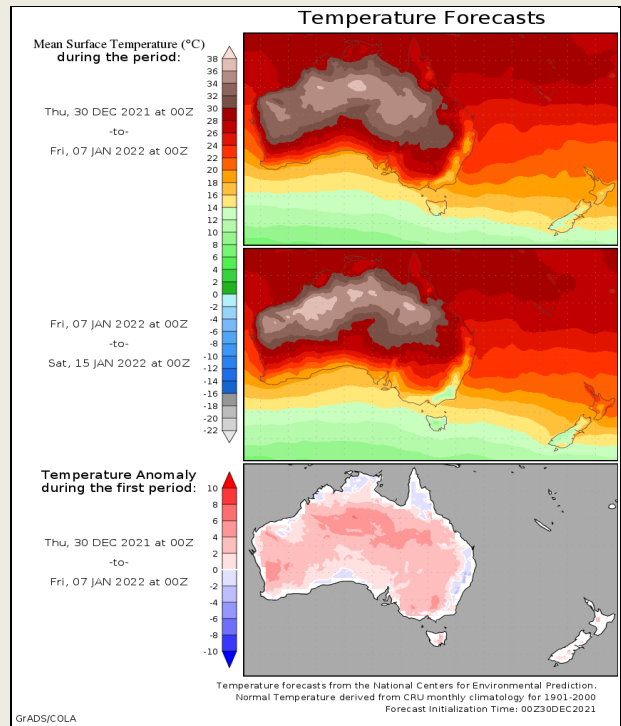 Temperature Forecasts
Mean Surface Temperature (°C)
during the period:
Thu, 30 DEC 2021 at 00Z
-to-
Fri, 07 JAN 2022 at 00Z
38
36
34
32
30
28
26
24
22
20
18
16
14
12
10
8
6
4
2
0
-2
-4
-6
-8
-10
-12
-14
-16
-18
-20
-22
Fri, 07 JAN 2022 at 00Z
-to-
Sat, 15 JAN 2022 at 00Z
Temperature Anomaly
during the first period:
Thu, 30 DEC 2021 at 00Z
-to-
Fri, 07 JAN 2022 at 00Z
10
8
6
4
2
0
-2
-4
-6
-8
-10
Temperature forecasts from the National Centers for Environmental Prediction.
Normal Temperature derived from CRU monthly climatology for 1901-2000
Forecast Initialization Time: 00Z30DEC2021
GrADS/COLA